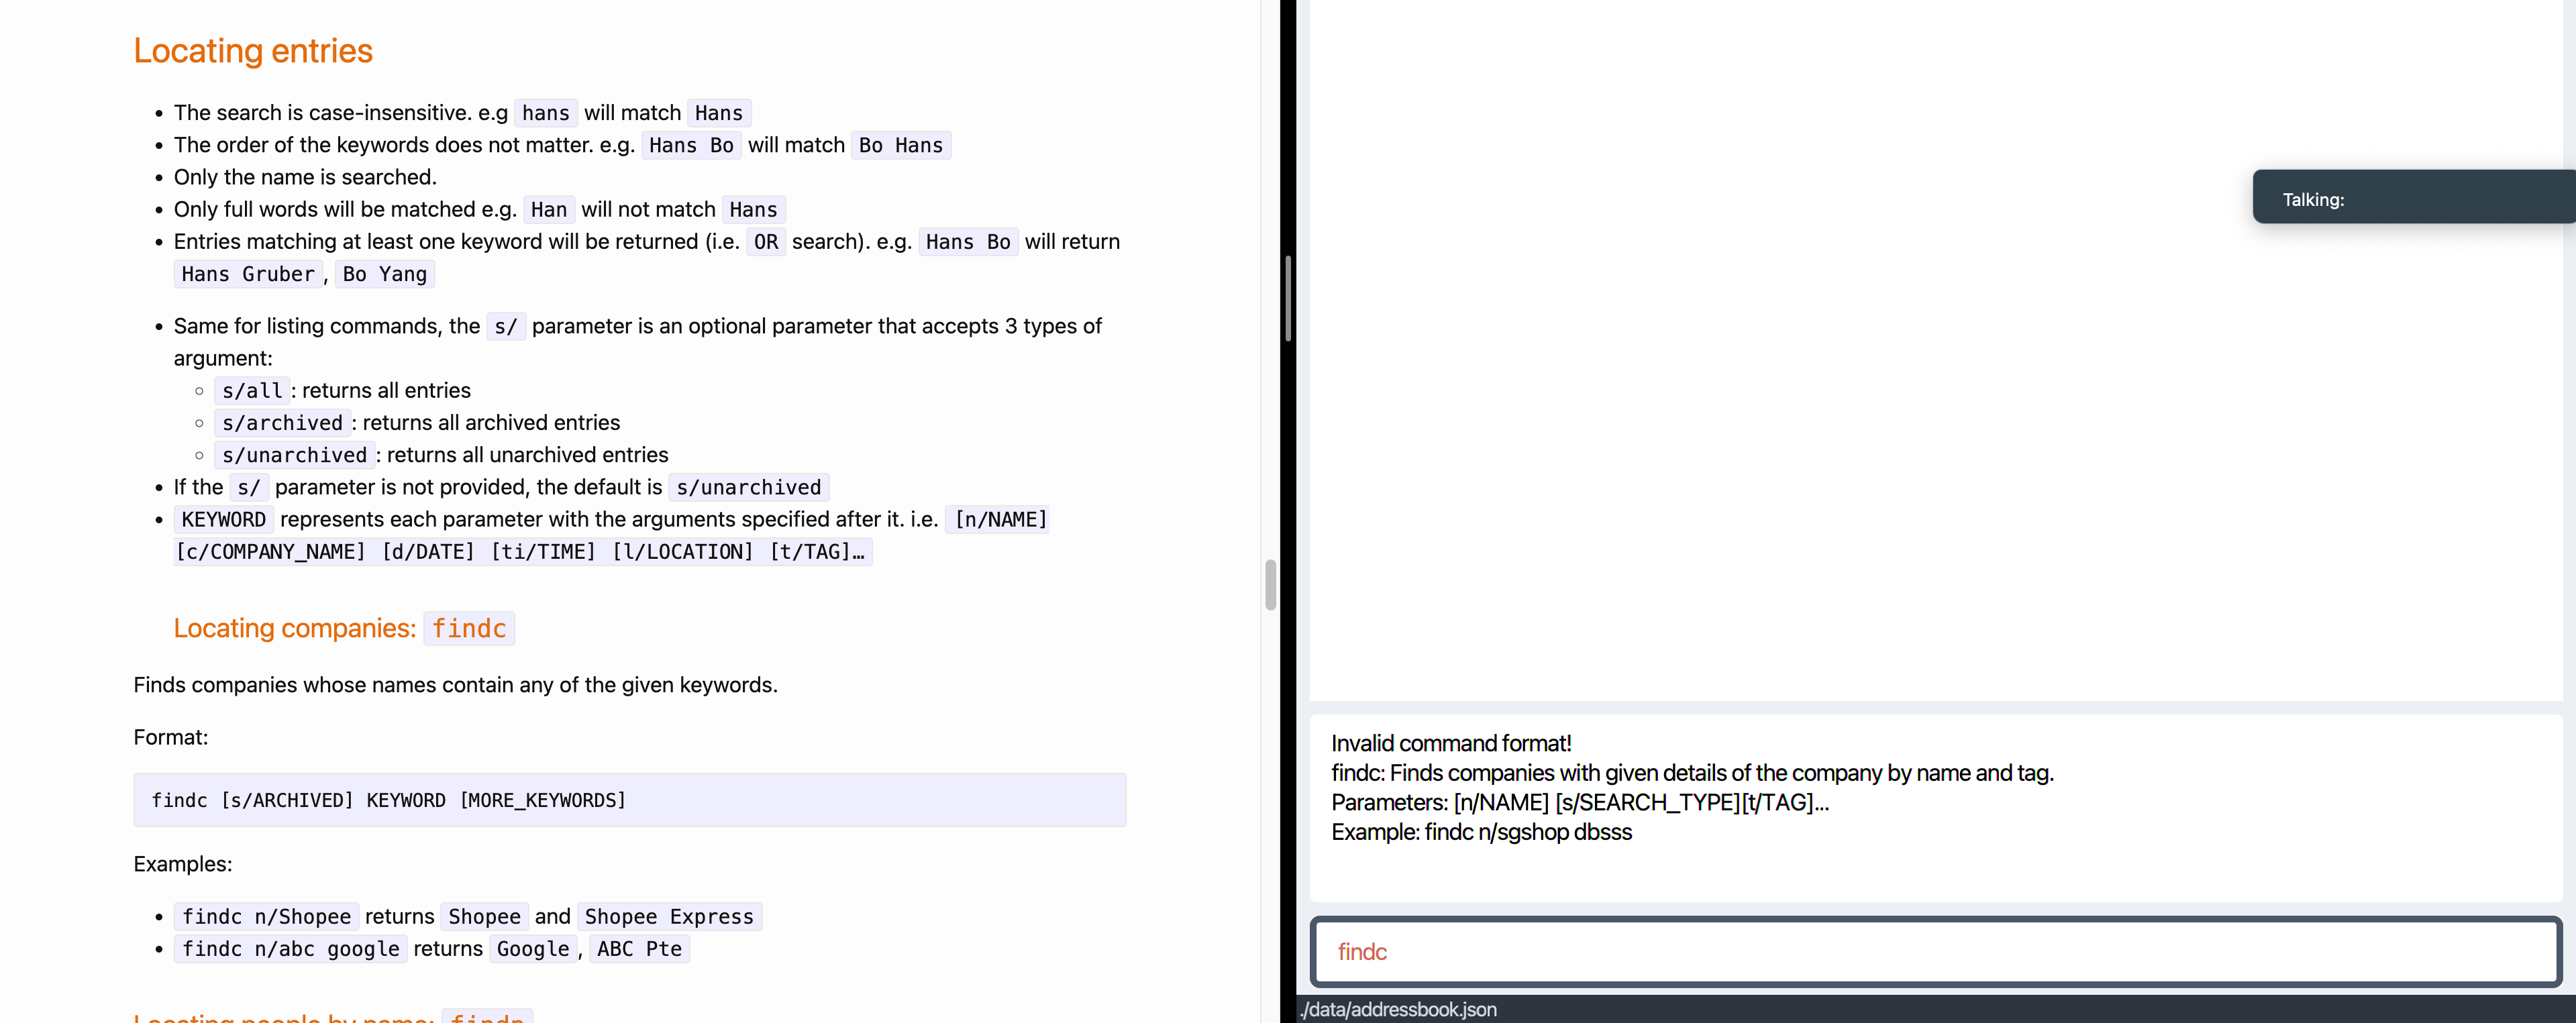 Locating entries
• The search is case-insensitive. e.g hans will match Hans
• The order of the keywords does not matter. e.g. Hans Bo will match Bo Hans
• Only the name is searched.
• Only full words will be matched e.g. Han will not match Hans
• Entries matching at least one keyword will be returned (i.e. OR search). e.g. Hans Bo will return
Hans Gruber, Bo Yang
• Same for listing commands, the s/ parameter is an optional parameter that accepts 3 types of
argument:
◦ s/all: returns all entries
◦ s/archived: returns all archived entries
◦ s/unarchived: returns all unarchived entries
• If the s/ parameter is not provided, the default is s/unarchived
• KEYWORD represents each parameter with the arguments specified after it. i.e. [n/NAME]
[c/COMPANY_NAME] [d/DATE] [ti/TIME] [l/LOCATION] [t/TAG]…
Locating companies: findc
Finds companies whose names contain any of the given keywords.
Format:
findc [s/ARCHIVED] KEYWORD [MORE_KEYWORDS]
Examples:
• findc n/Shopee returns Shopee and Shopee Express
• findc n/abc google returns Google, ABC Pte
Locating people by name: findp
Talking:
Invalid command format!
findc: Finds companies with given details of the company by name and tag.
Parameters: [n/NAME] [s/SEARCH_TYPE][t/TAG]...
Example: findc n/sgshop dbsss
findc
./data/addressbook.json